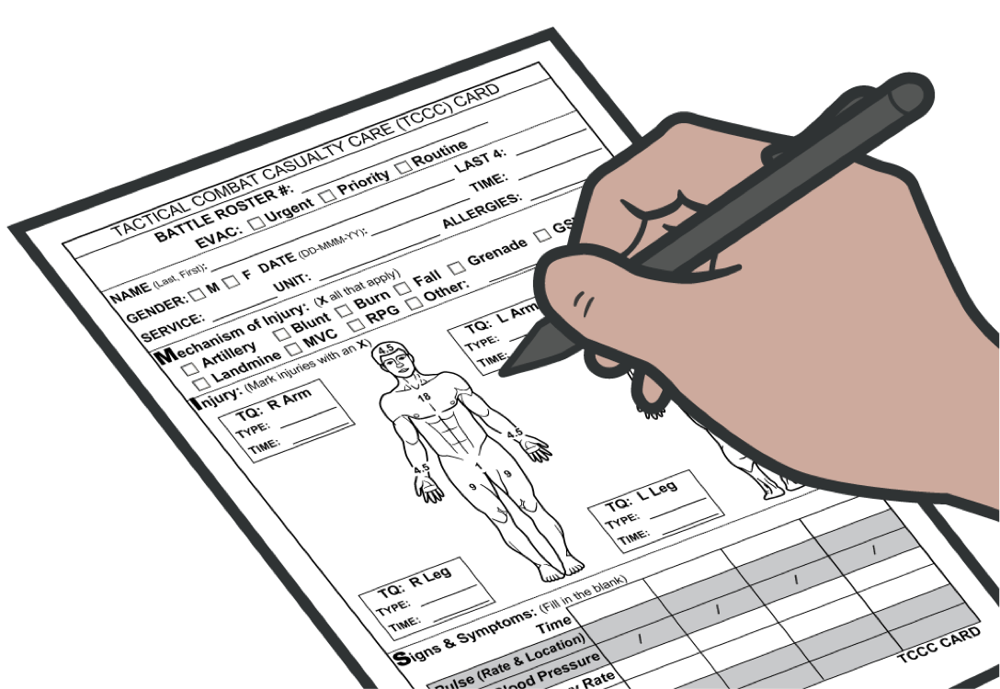 TACTICAL COMBAT CASUALTY CARE (TCCC) CARD
BATTLE ROSTER #:
EVAC: Urgent Priority Routine
NAME (Last, First): LAST 4:
GENDER: M F DATE (DD-MMM-YY): TIME:
SERVICE: UNIT: ALLERGIES:
Mechanism of Injury: (X all that apply)
Artillery Blunt Burn Fall Grenade GS
Landmine MVC RPG Other:
Injury: (Mark injuries with an X)
TQ: R Arm
TYPE:
TIME:
TQ: L Arm
TYPE:
TIME:
4.5
18
1
4.5
4.5
1
9
9
TQ: R Leg
TYPE:
TIME:
TQ: L Leg
TYPE:
TIME:
Signs & Symptoms: (Fill in the blank)
Time
Pulse (Rate & Location)
Blood Pressure / / / /
Rate
TCCC CARD